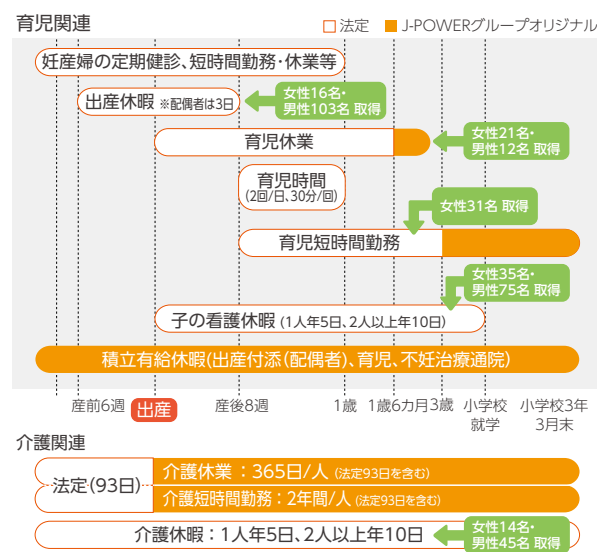 育児関連
法定
J-POWERグループオリジナル
妊産婦の定期健診、短時間勤務・休業等
出産休暇 ※配偶者は3日
女性16名・
男性103名 取得
育児休業
女性21名・
男性12名 取得
育児時間
(2回/日、30分/回)
女性31名 取得
育児短時間勤務
女性35名・
男性75名 取得
子の看護休暇 (1人年5日、2人以上年10日)
積立有給休暇(出産付添(配偶者)、育児、不妊治療通院)
産前6週 出産 産後8週 1歳 1歳6カ月 3歳 小学校 小学校3年
就学 3月末
介護関連
法定(93日)
介護休業：365日/人 (法定93日を含む)
介護短時間勤務：2年間/人 (法定93日を含む)
介護休暇：1人年5日、2人以上年10日
女性14名・
男性45名 取得